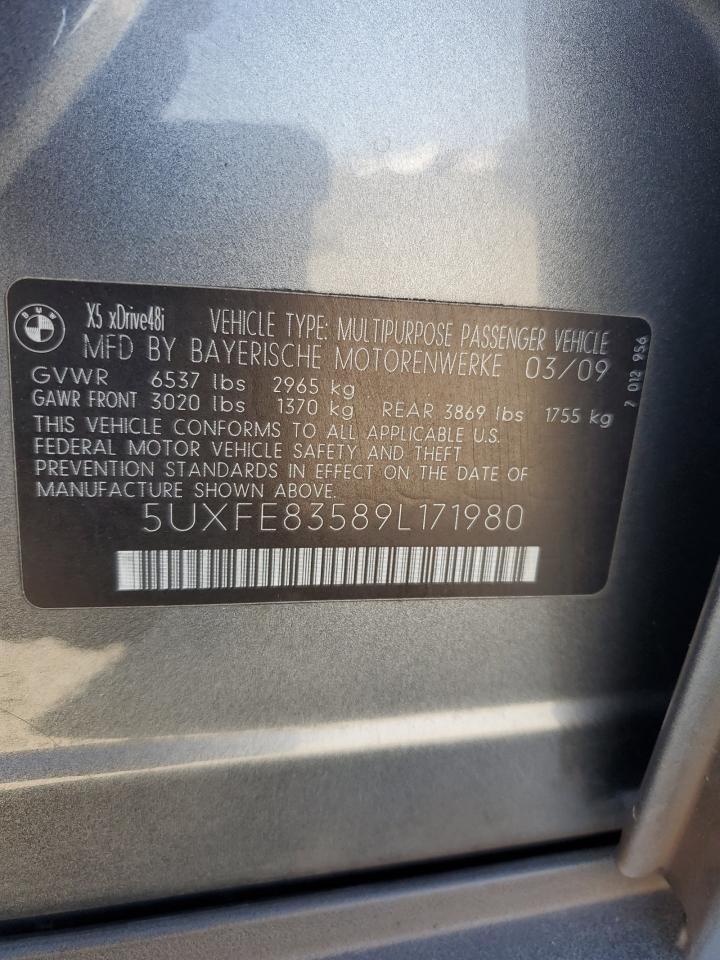 BMW
X5 xDrive48i VEHICLE TYPE: MULTIPURPOSE PASSENGER VEHICLE
MFD BY BAYERISCHE MOTORENWERKE 03/09
GVWR 6537 lbs 2965 kg
GAWR FRONT 3020 lbs 1370 kg REAR 3869 lbs 1755 kg
THIS VEHICLE CONFORMS TO ALL APPLICABLE U.S.
FEDERAL MOTOR VEHICLE SAFETY AND THEFT
PREVENTION STANDARDS IN EFFECT ON THE DATE OF
MANUFACTURE SHOWN ABOVE.
5UXFE83589L171980
7 012 956